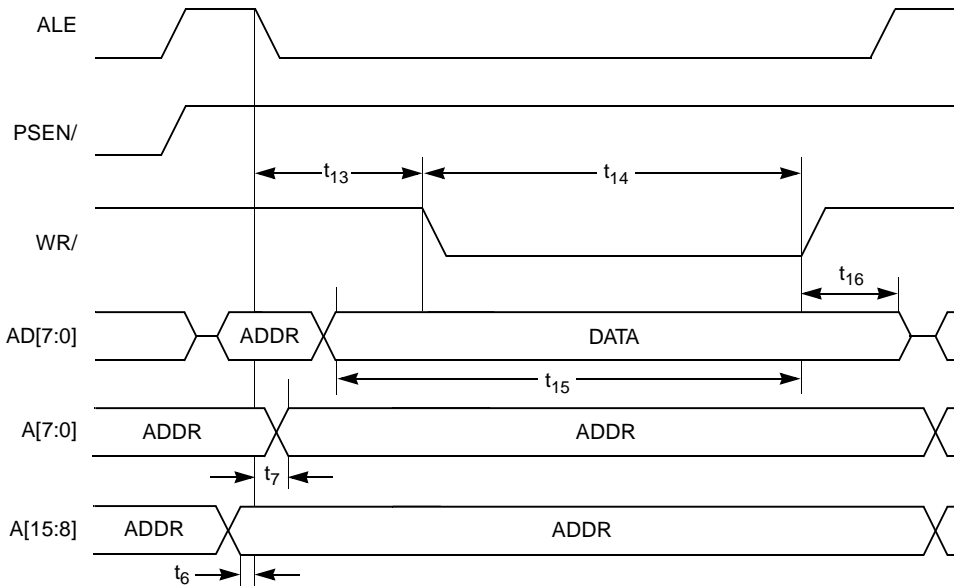 ALE
PSEN/
t13
t14
WR/
t16
AD[7:0]
ADDR
DATA
t15
A[7:0]
ADDR
ADDR
t7
A[15:8]
ADDR
ADDR
t6